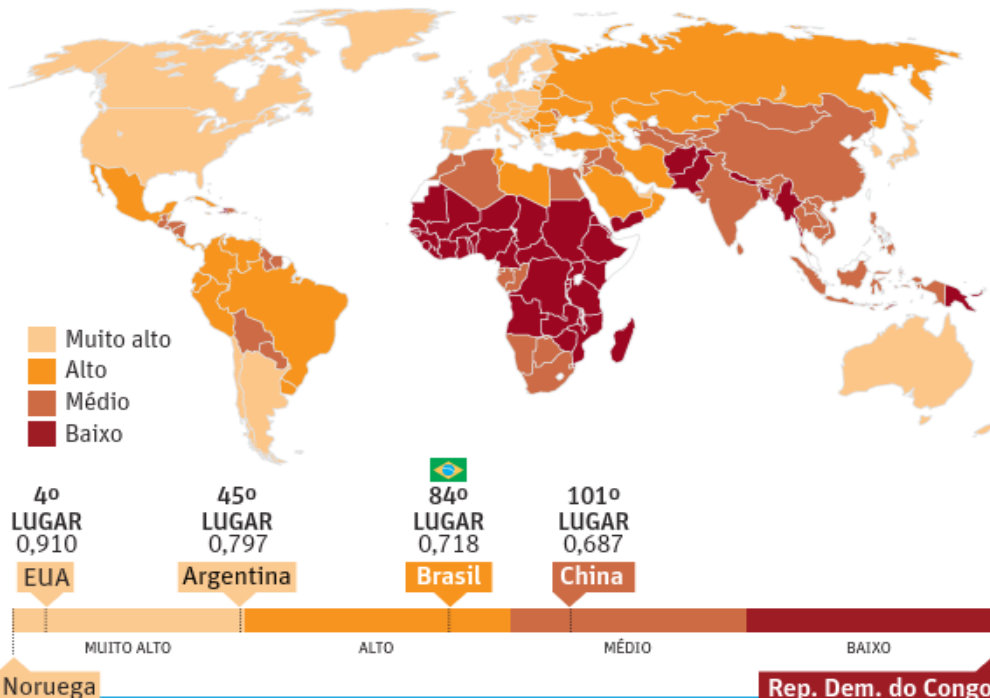 Muito alto
Alto
Médio
Baixo
4º
LUGAR
0,910
EUA
45º
LUGAR
0,797
Argentina
84º
LUGAR
0,718
Brasil
101º
LUGAR
0,687
China
MUITO ALTO
ALTO
MÉDIO
BAIXO
Noruega
Rep. Dem. do Congo